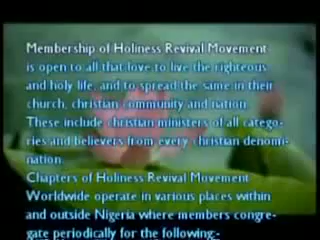 Membership of Holiness Revival Movement
is open to all that love to live the righteous
and holy life, and to spread the same in their
church, christian community and nation.
These include christian ministers of all catego-
ries and believers from every christian denomi-
nation.
Chapters of Holiness Revival Movement
Worldwide operate in various places within
and outside Nigeria where members congre-
gate periodically for the following:-